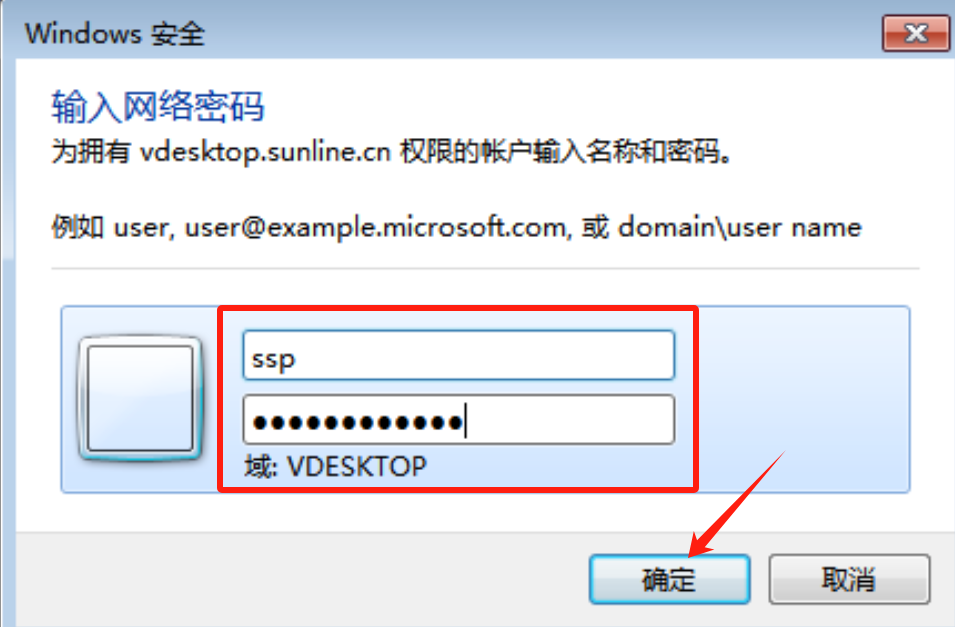 Windows 安全
输入网络密码
为拥有 vdesktop.sunline.cn 权限的帐户输入名称和密码。
例如 user, user@example.microsoft.com, 或 domain\user name
ssp
●●●●●●●●●●●●
域: VDESKTOP
确定
取消